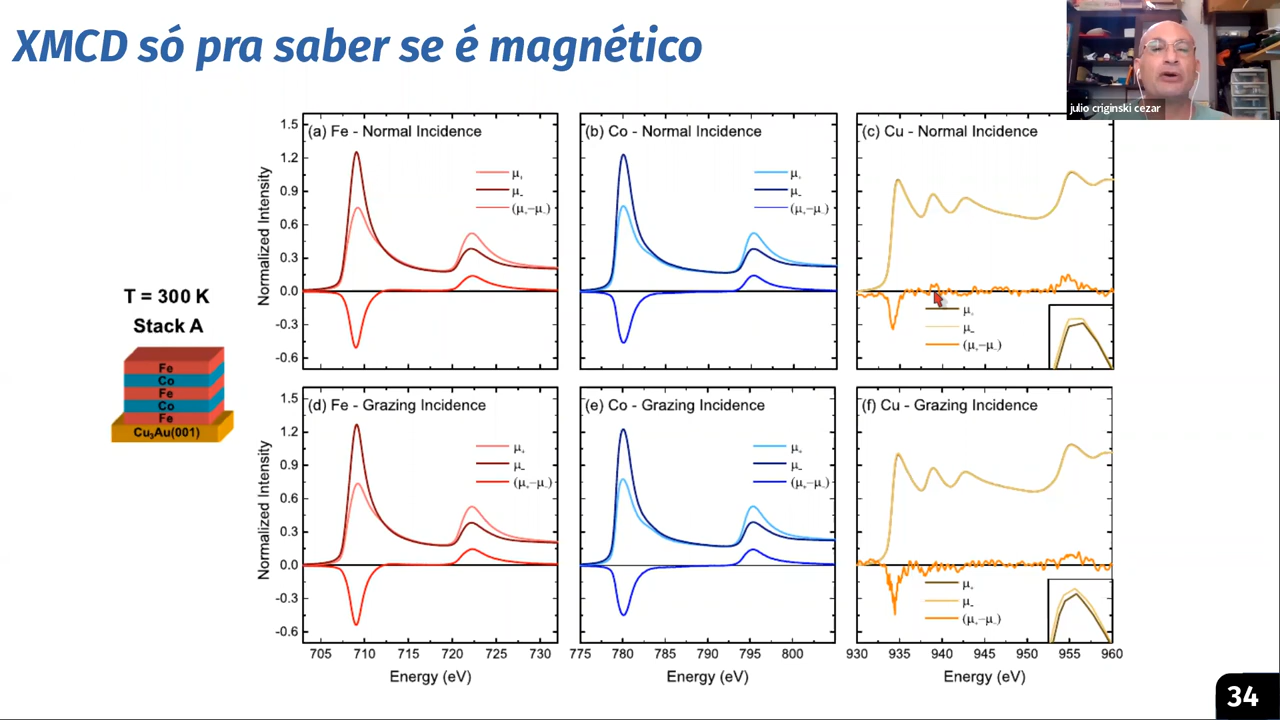 XMCD só pra saber se é magnético
julio criginski cezar
T = 300 K
Stack A
Fe
Co
Fe
Co
Fe
Cu₃Au(001)
Normalized Intensity
1.5
1.2
0.9
0.6
0.3
0.0
-0.3
-0.6
(a) Fe - Normal Incidence
μ₊
μ₋
(μ₊−μ₋)
(b) Co - Normal Incidence
μ₊
μ₋
(μ₊−μ₋)
(c) Cu - Normal Incidence
μ₊
μ₋
(μ₊−μ₋)
Normalized Intensity
1.5
1.2
0.9
0.6
0.3
0.0
-0.3
-0.6
(d) Fe - Grazing Incidence
μ₊
μ₋
(μ₊−μ₋)
(e) Co - Grazing Incidence
μ₊
μ₋
(μ₊−μ₋)
(f) Cu - Grazing Incidence
μ₊
μ₋
(μ₊−μ₋)
705 710 715 720 725 730
775 780 785 790 795 800
930 935 940 945 950 955 960
Energy (eV)
Energy (eV)
Energy (eV)
34